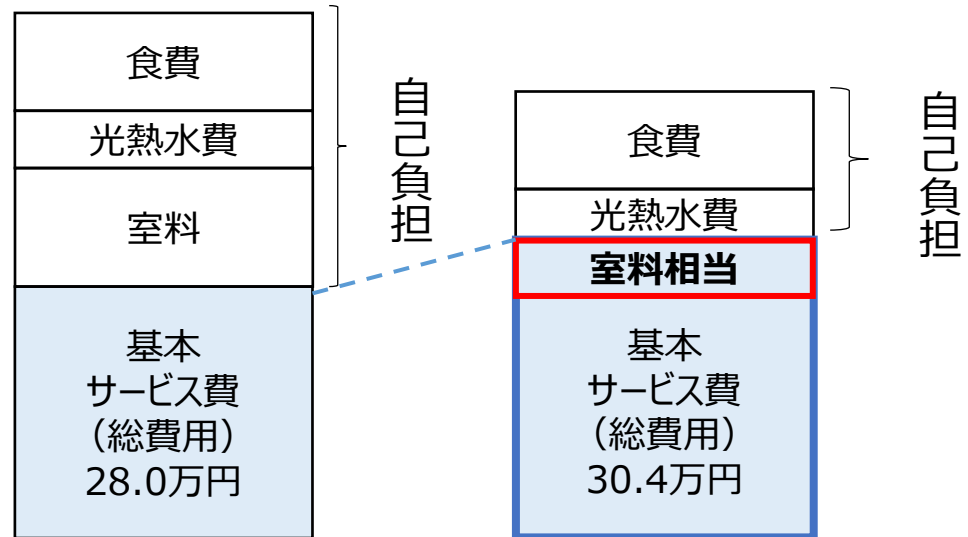 食費
光熱水費
室料
基本
サービス費
（総費用）
28.0万円
自己負担
食費
光熱水費
室料相当
基本
サービス費
（総費用）
30.4万円
自己負担